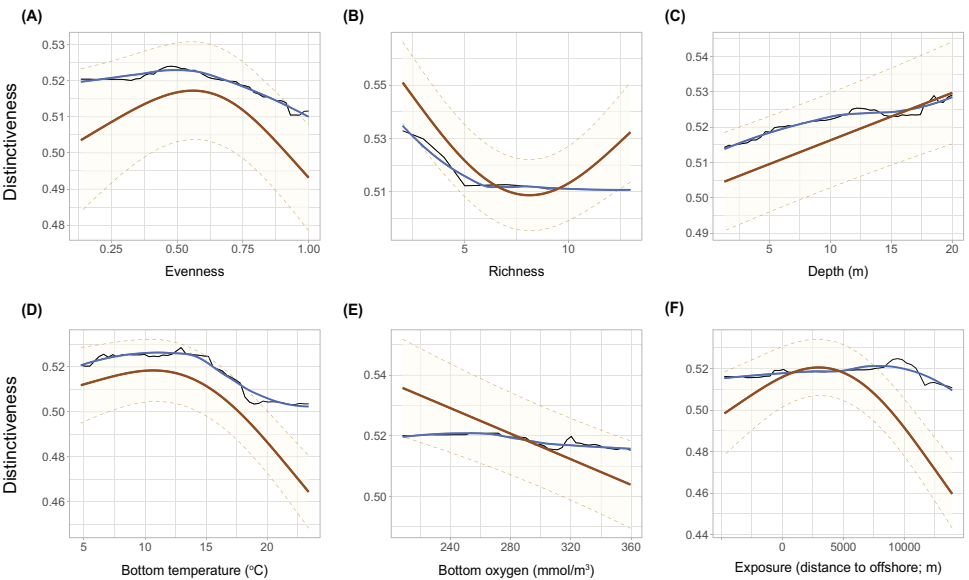 (A) (B) (C)
0.53
0.52
0.51
0.50
0.49
0.48
0.25 0.50 0.75 1.00
Evenness
0.55
0.53
0.51
5 10
Richness
0.54
0.53
0.52
0.51
0.50
0.49
5 10 15 20
Depth (m)
Distinctiveness
(D) (E) (F)
0.52
0.50
0.48
0.46
5 10 15 20
Bottom temperature (°C)
0.54
0.52
0.50
240 280 320 360
Bottom oxygen (mmol/m³)
0.52
0.50
0.48
0.46
0.44
0 5000 10000
Exposure (distance to offshore; m)
Distinctiveness